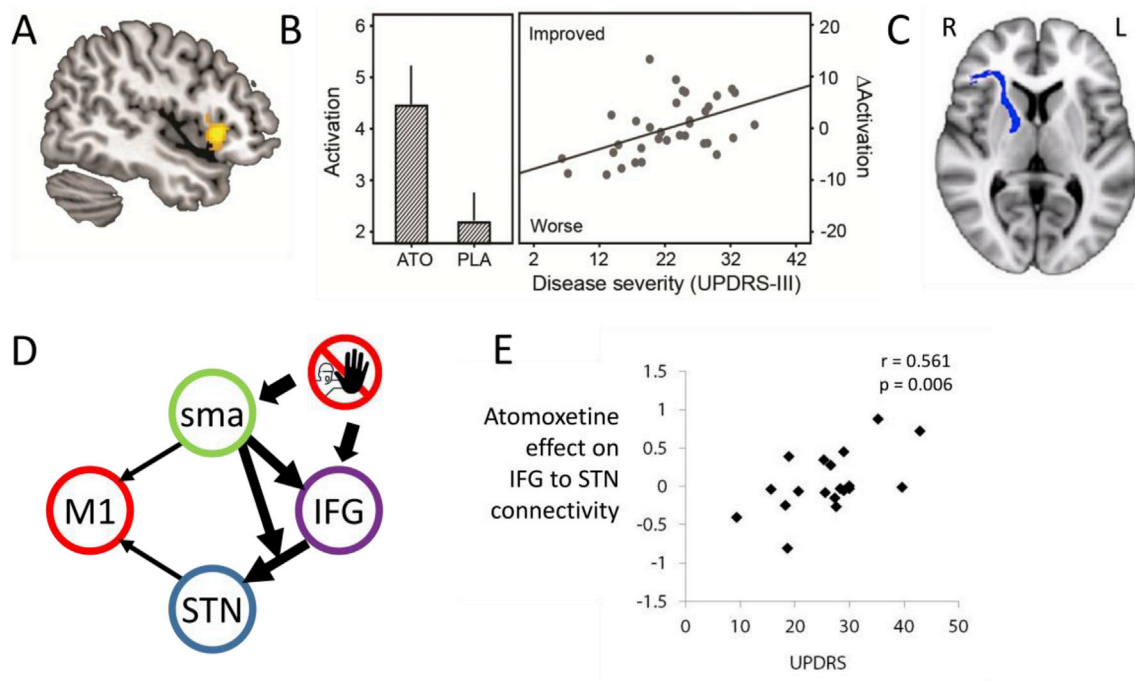 A
B
6
5
4
3
2
Activation
ATO
PLA
Improved
Worse
20
10
0
-10
-20
ΔActivation
2
12
22
32
42
Disease severity (UPDRS-III)
C
R
L
D
sma
M1
IFG
STN
E
r = 0.561
p = 0.006
Atomoxetine
effect on
IFG to STN
connectivity
1.5
1
0.5
0
-0.5
-1
-1.5
0
10
20
30
40
50
UPDRS